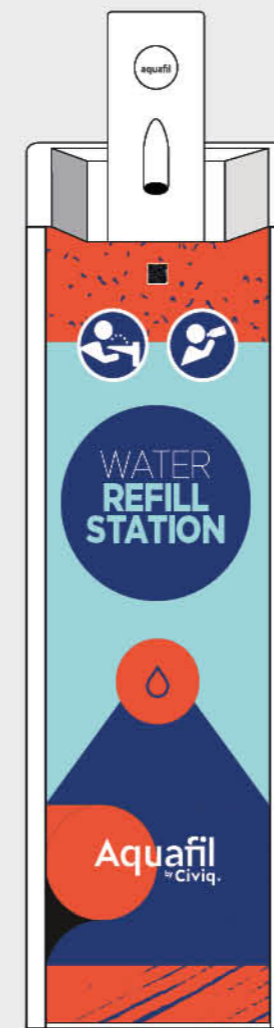 aquafil
WATER
REFILL
STATION
Aquafil
by Civiq.